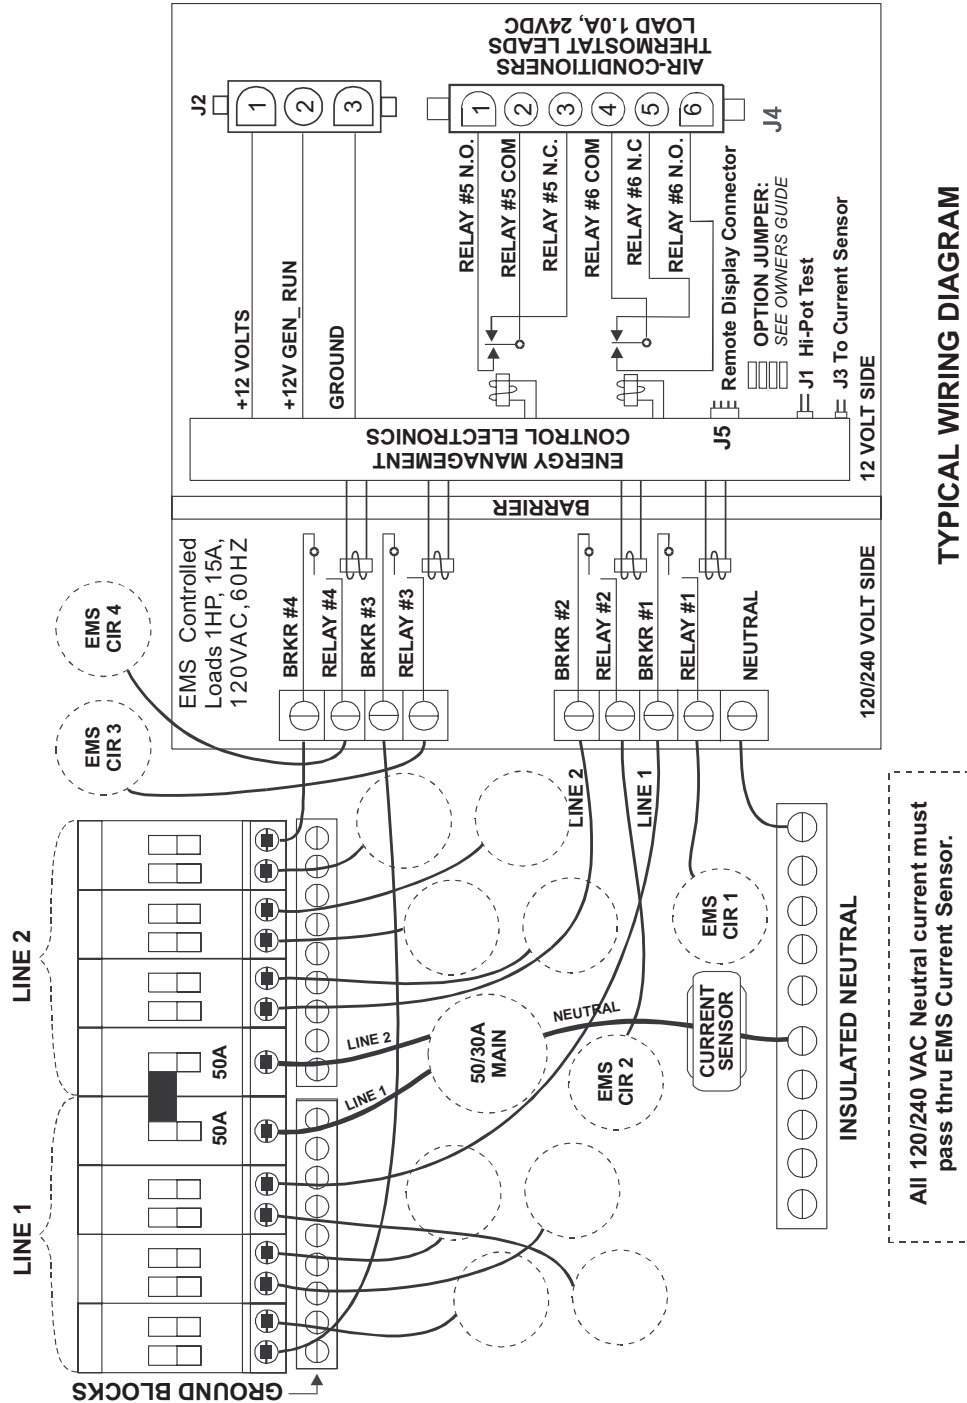 LINE 1
LINE 2
50A
50A
GROUND BLOCKS
LINE 1
LINE 2
50/30A
MAIN
NEUTRAL
EMS
CIR 3
EMS
CIR 4
EMS
CIR 2
EMS
CIR 1
CURRENT
SENSOR
LINE 2
LINE 1
INSULATED NEUTRAL
All 120/240 VAC Neutral current must
pass thru EMS Current Sensor.
EMS Controlled
Loads 1HP, 15A,
120VAC, 60HZ
BRKR #4
RELAY #4
BRKR #3
RELAY #3
BRKR #2
RELAY #2
BRKR #1
RELAY #1
NEUTRAL
120/240 VOLT SIDE
BARRIER
12 VOLT SIDE
ENERGY MANAGEMENT
CONTROL ELECTRONICS
+12 VOLTS
+12V GEN_ RUN
GROUND
J2
1
2
3
RELAY #5 N.O.
RELAY #5 COM
RELAY #5 N.C.
RELAY #6 COM
RELAY #6 N.C
RELAY #6 N.O.
1
2
3
4
5
6
J4
AIR-CONDITIONERS
THERMOSTAT LEADS
LOAD 1.0A, 24VDC
J5
Remote Display Connector
OPTION JUMPER:
SEE OWNERS GUIDE
J1 Hi-Pot Test
J3 To Current Sensor
TYPICAL WIRING DIAGRAM